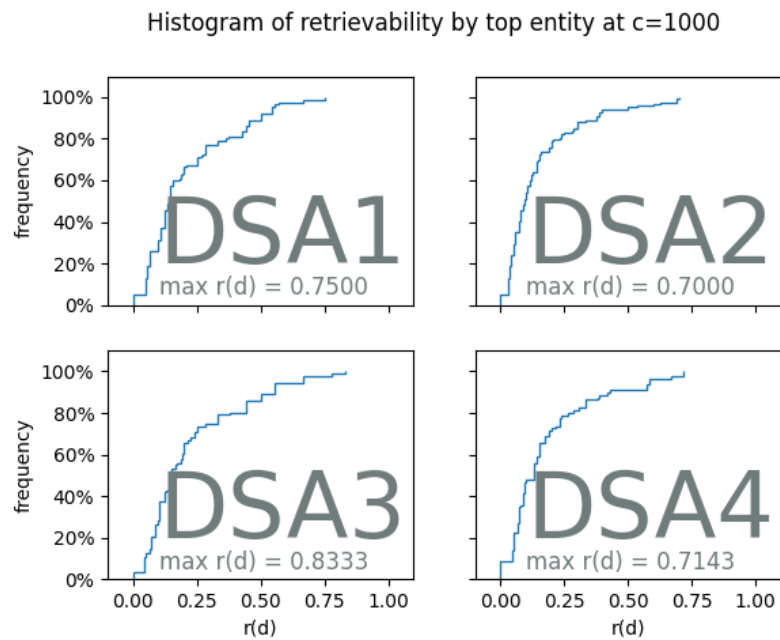 Histogram of retrievability by top entity at c=1000
frequency
100%
80%
60%
40%
20%
0%
DSA1
max r(d) = 0.7500
DSA2
max r(d) = 0.7000
frequency
100%
80%
60%
40%
20%
0%
DSA3
max r(d) = 0.8333
DSA4
max r(d) = 0.7143
0.00 0.25 0.50 0.75 1.00
r(d)
0.00 0.25 0.50 0.75 1.00
r(d)